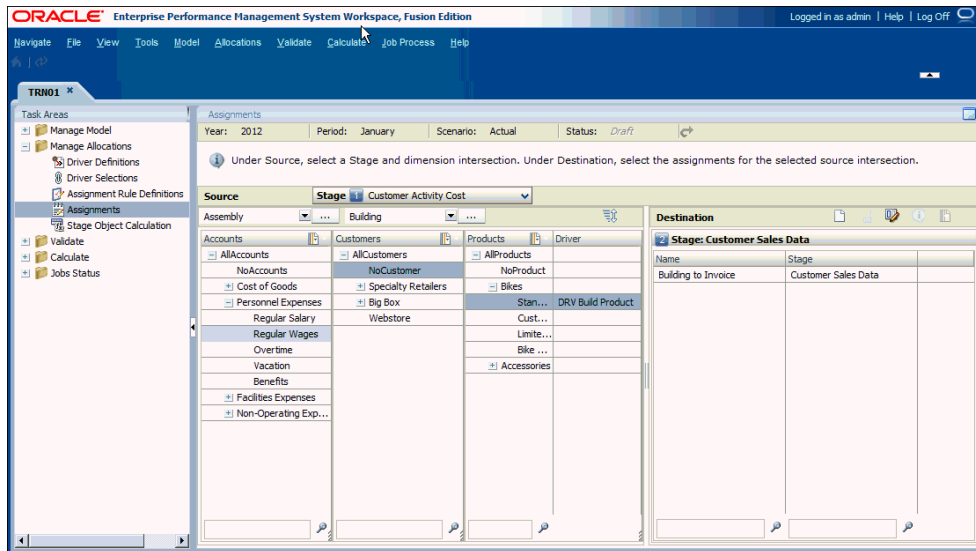 ORACLE Enterprise Performance Management System Workspace, Fusion Edition
Logged in as admin | Help | Log Off
Navigate File View Tools Model Allocations Validate Calculate Job Process Help
TRN01
Task Areas
Manage Model
Manage Allocations
Driver Definitions
Driver Selections
Assignment Rule Definitions
Assignments
Stage Object Calculation
Validate
Calculate
Jobs Status
Assignments
Year: 2012 Period: January Scenario: Actual Status: Draft
Under Source, select a Stage and dimension intersection. Under Destination, select the assignments for the selected source intersection.
Source Stage 1 Customer Activity Cost
Assembly ... Building ...
Accounts Customers Products Driver
AllAccounts AllCustomers AllProducts
NoAccounts NoCustomer NoProduct
Cost of Goods Specialty Retailers Bikes
Personnel Expenses Big Box Stan... DRV Build Product
Regular Salary Webstore Cust...
Regular Wages Limite...
Overtime Bike ...
Vacation Accessories
Benefits
Facilities Expenses
Non-Operating Exp...
Destination
2 Stage: Customer Sales Data
Name Stage
Building to Invoice Customer Sales Data